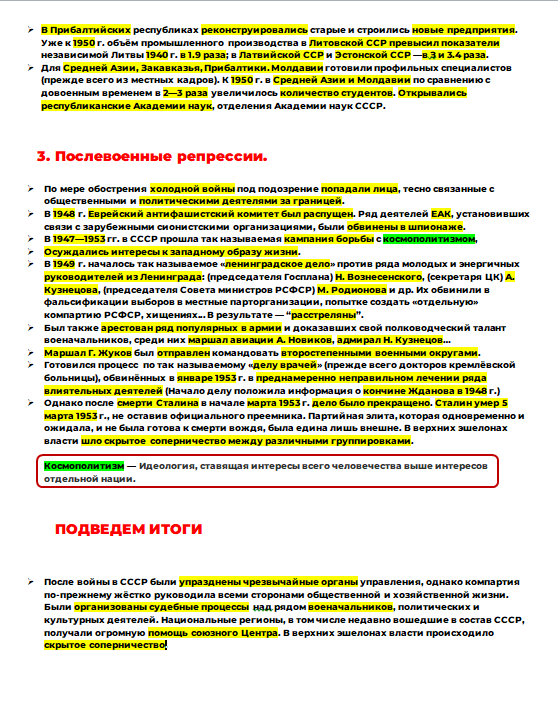 ➢ В Прибалтийских республиках реконструировались старые и строились новые предприятия.
Уже к 1950 г. объём промышленного производства в Литовской ССР превысил показатели
независимой Литвы 1940 г. в 1.9 раза; в Латвийской ССР и Эстонской ССР —в 3 и 3.4 раза.
➢ Для Средней Азии, Закавказья, Прибалтики. Молдавии готовили профильных специалистов
(прежде всего из местных кадров). К 1950 г. в Средней Азии и Молдавии по сравнению с
довоенным временем в 2—3 раза увеличилось количество студентов. Открывались
республиканские Академии наук, отделения Академии наук СССР.
3. Послевоенные репрессии.
➢ По мере обострения холодной войны под подозрение попадали лица, тесно связанные с
общественными и политическими деятелями за границей.
➢ В 1948 г. Еврейский антифашистский комитет был распущен. Ряд деятелей ЕАК, установивших
связи с зарубежными сионистскими организациями, были обвинены в шпионаже.
➢ В 1947—1953 гг. в СССР прошла так называемая кампания борьбы с космополитизмом,
➢ Осуждались интересы к западному образу жизни.
➢ В 1949 г. началось так называемое «ленинградское дело» против ряда молодых и энергичных
руководителей из Ленинграда: (председателя Госплана) Н. Вознесенского, (секретаря ЦК) А.
Кузнецова, (председателя Совета министров РСФСР) М. Родионова и др. Их обвинили в
фальсификации выборов в местные парторганизации, попытке создать «отдельную»
компартию РСФСР, хищениях... В результате — “расстреляны”.
➢ Был также арестован ряд популярных в армии и доказавших свой полководческий талант
военачальников, среди них маршал авиации А. Новиков, адмирал Н. Кузнецов...
➢ Маршал Г. Жуков был отправлен командовать второстепенными военными округами.
➢ Готовился процесс по так называемому «делу врачей» (прежде всего докторов кремлёвской
больницы), обвинённых в январе 1953 г. в преднамеренно неправильном лечении ряда
влиятельных деятелей (Начало делу положила информация о кончине Жданова в 1948 г.)
➢ Однако после смерти Сталина в начале марта 1953 г. дело было прекращено. Сталин умер 5
марта 1953 г., не оставив официального преемника. Партийная элита, которая одновременно и
ожидала, и не была готова к смерти вождя, была едина лишь внешне. В верхних эшелонах
власти шло скрытое соперничество между различными группировками.
Космополитизм — Идеология, ставящая интересы всего человечества выше интересов
отдельной нации.
ПОДВЕДЕМ ИТОГИ
➢ После войны в СССР были упразднены чрезвычайные органы управления, однако компартия
по-прежнему жёстко руководила всеми сторонами общественной и хозяйственной жизни.
Были организованы судебные процессы над рядом военачальников, политических и
культурных деятелей. Национальные регионы, в том числе недавно вошедшие в состав СССР,
получали огромную помощь союзного Центра. В верхних эшелонах власти происходило
скрытое соперничество!